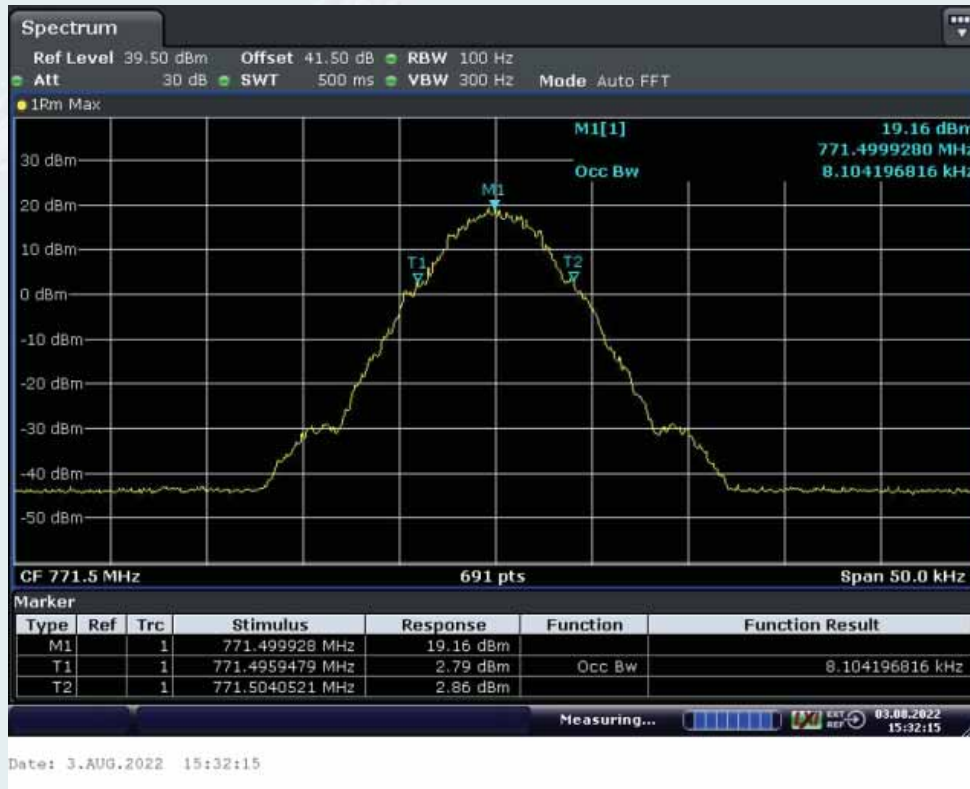 Spectrum
Ref Level 39.50 dBm Offset 41.50 dB RBW 100 Hz
Att 30 dB SWT 500 ms VBW 300 Hz Mode Auto FFT
1Rm Max
M1[1] 19.16 dBm
771.4999280 MHz
30 dBm
Occ Bw 8.104196816 kHz
M1
20 dBm
10 dBm
T1 T2
0 dBm
-10 dBm
-20 dBm
-30 dBm
-40 dBm
-50 dBm
CF 771.5 MHz 691 pts Span 50.0 kHz
Marker
Type Ref Trc Stimulus Response Function Function Result
M1 1 771.499928 MHz 19.16 dBm
T1 1 771.4959479 MHz 2.79 dBm Occ Bw 8.104196816 kHz
T2 1 771.5040521 MHz 2.86 dBm
Measuring... LXI EXT REF 03.08.2022
15:32:15
Date: 3.AUG.2022 15:32:15